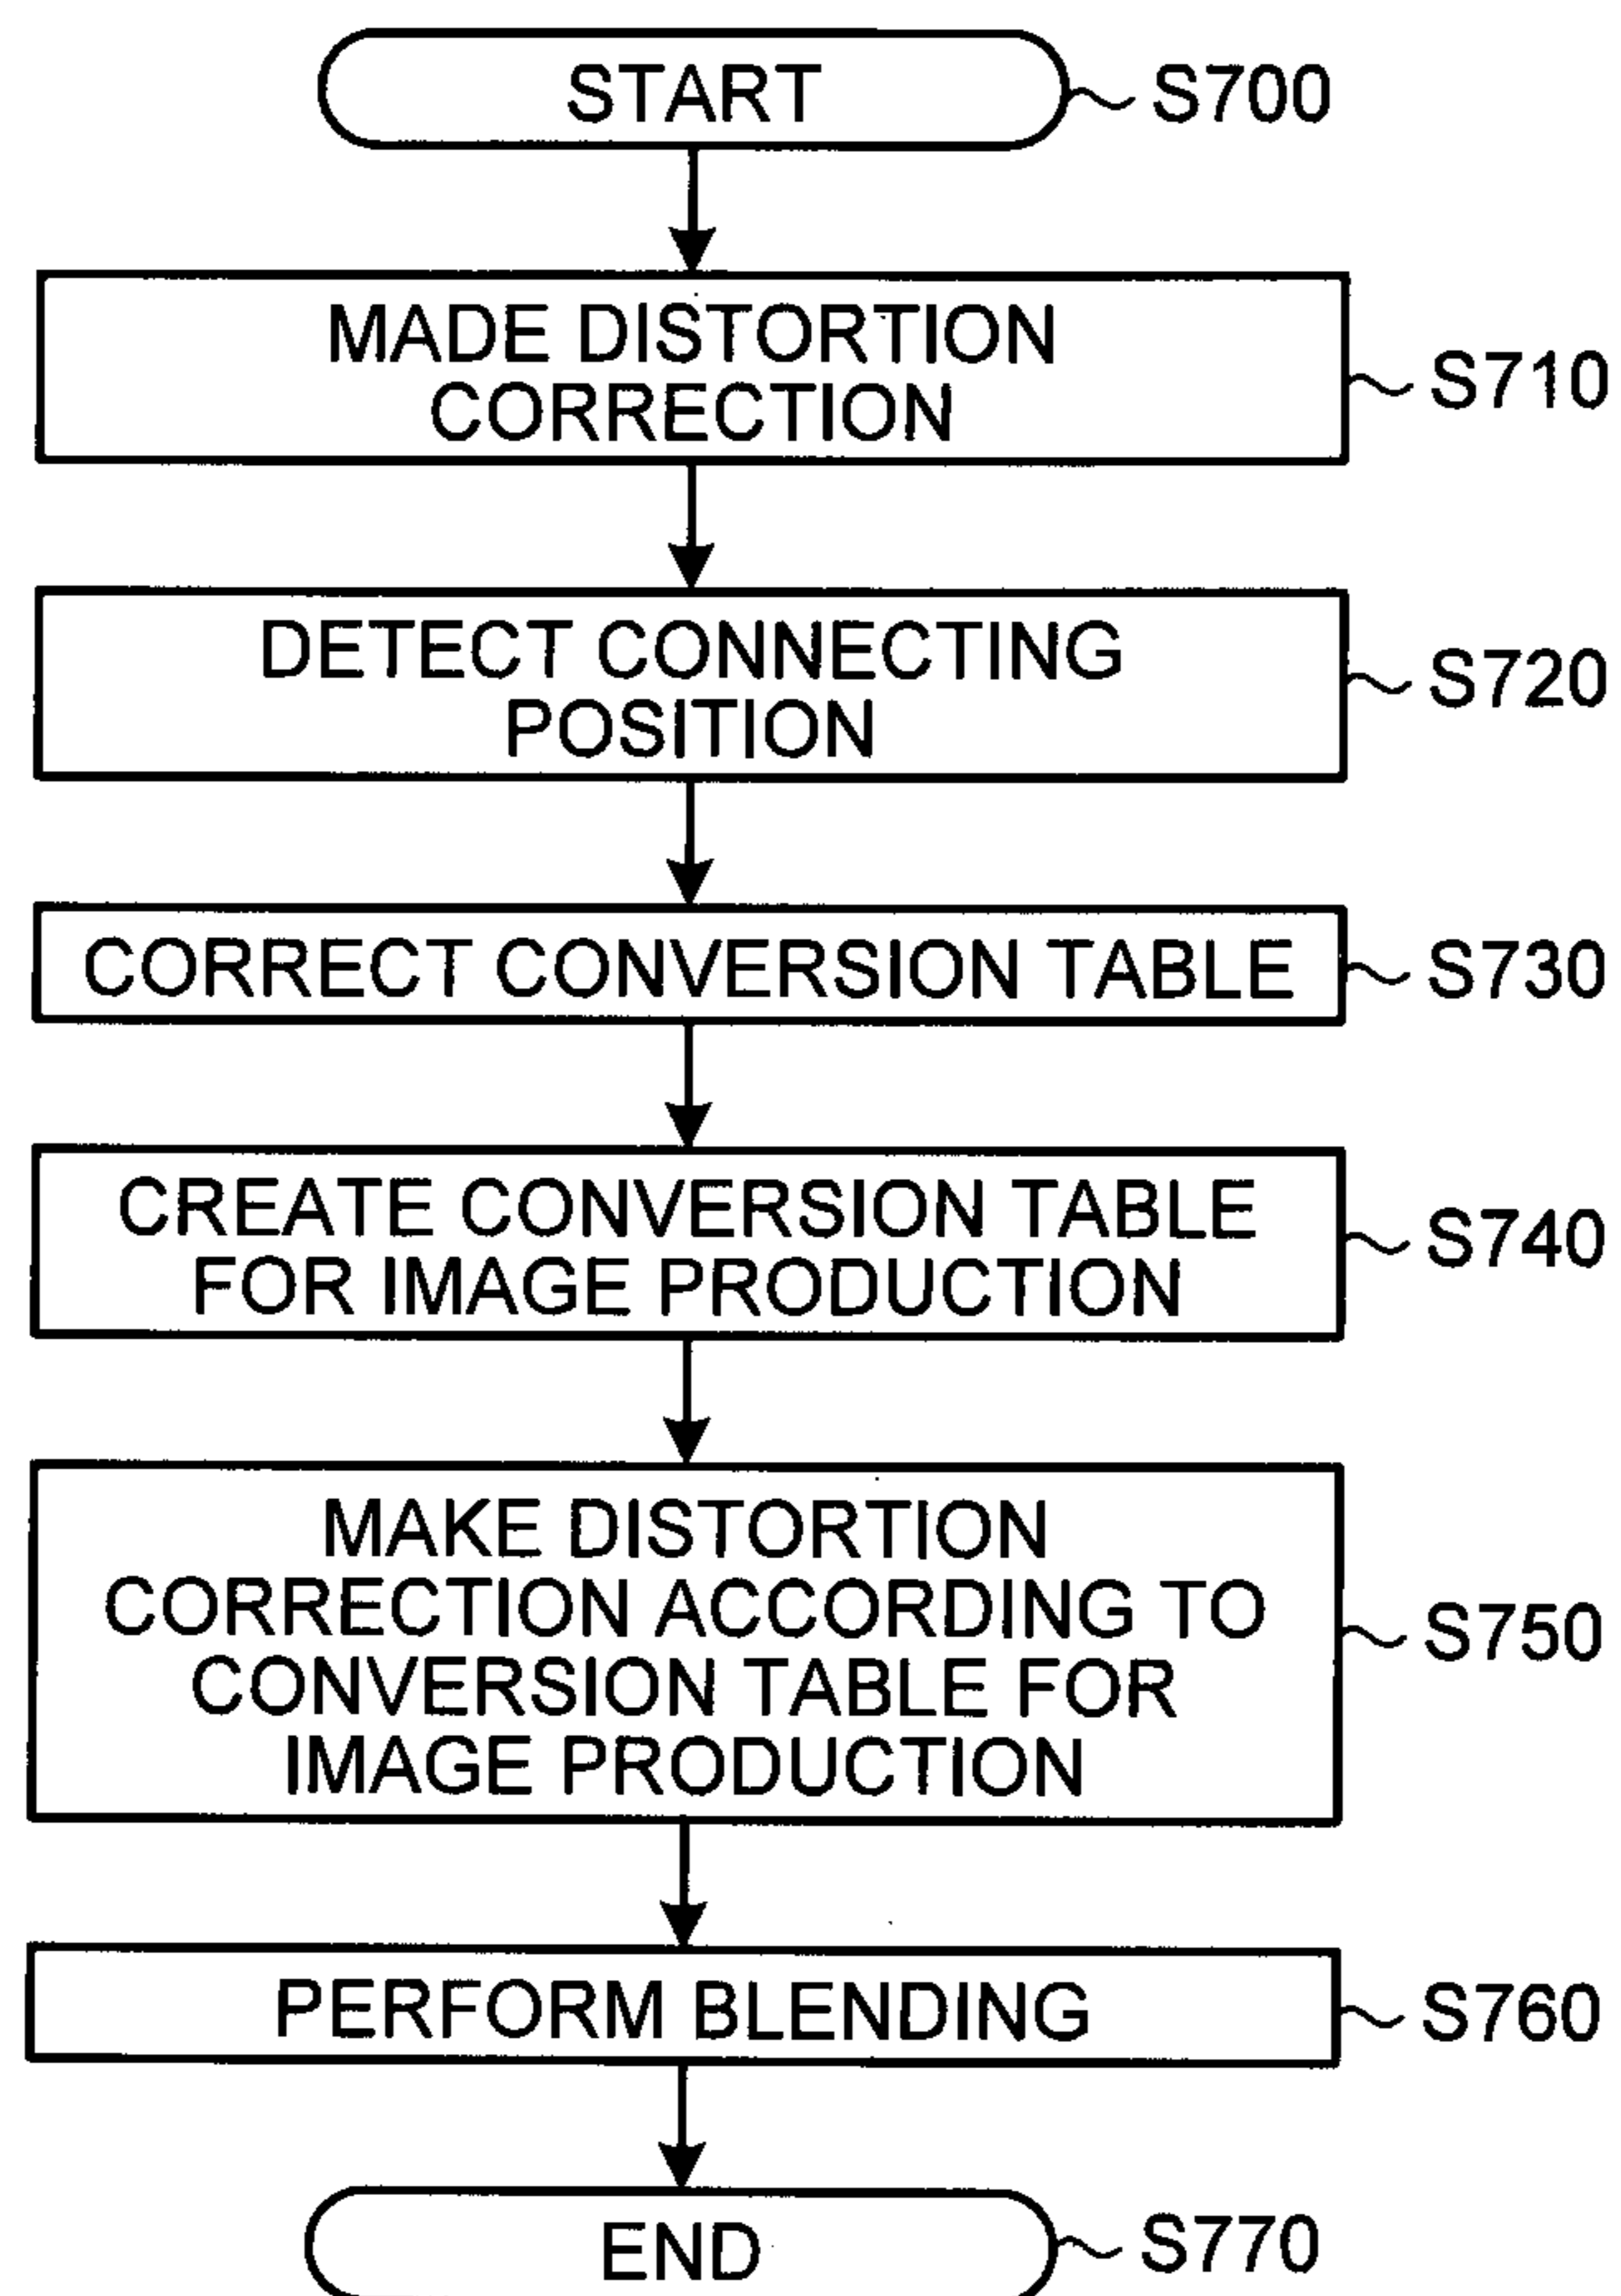 START
S700
MADE DISTORTION
CORRECTION
S710
DETECT CONNECTING
POSITION
S720
CORRECT CONVERSION TABLE
S730
CREATE CONVERSION TABLE
FOR IMAGE PRODUCTION
S740
MAKE DISTORTION
CORRECTION ACCORDING TO
CONVERSION TABLE FOR
IMAGE PRODUCTION
S750
PERFORM BLENDING
S760
END
S770